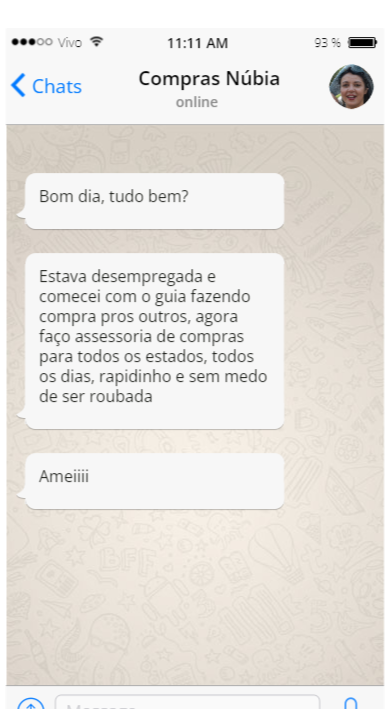 Vivo 11:11 AM 93 %
Chats Compras Núbia
online
Bom dia, tudo bem?
Estava desempregada e
comecei com o guia fazendo
compra pros outros, agora
faço assessoria de compras
para todos os estados, todos
os dias, rapidinho e sem medo
de ser roubada
Ameiiii
BFF
Message